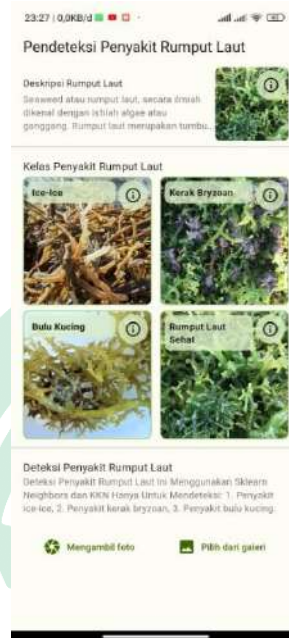 23:27 | 0,0KB/d
Pendeteksi Penyakit Rumput Laut
Deskripsi Rumput Laut
Seaweed atau rumput laut, secara ilmiah
dikenal dengan istilah algae atau
ganggang. Rumput laut merupakan tumbu...
Kelas Penyakit Rumput Laut
Ice-Ice
Kerak Bryzoan
Bulu Kucing
Rumput Laut
Sehat
Deteksi Penyakit Rumput Laut
Deteksi Penyakit Rumput Laut Ini Menggunakan Sklearn
Neighbors dan KKN Hanya Untuk Mendeteksi: 1. Penyakit
ice-ice, 2. Penyakit kerak bryzoan, 3. Penyakit bulu kucing.
Mengambil foto
Pilih dari galeri